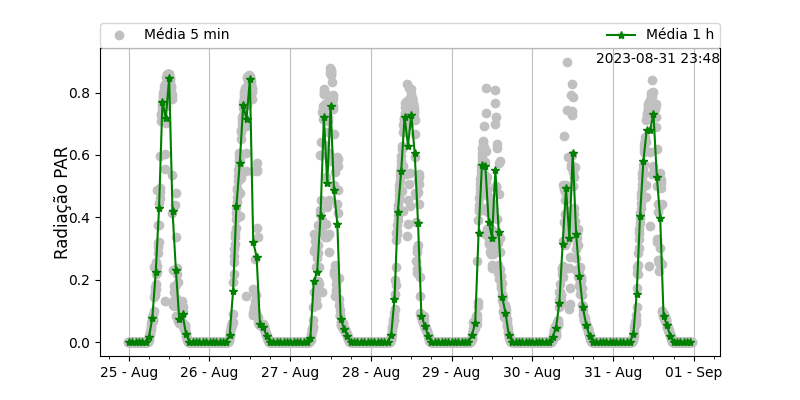 Média 5 min
Média 1 h
2023-08-31 23:48
Radiação PAR
0.8
0.6
0.4
0.2
0.0
25 - Aug
26 - Aug
27 - Aug
28 - Aug
29 - Aug
30 - Aug
31 - Aug
01 - Sep